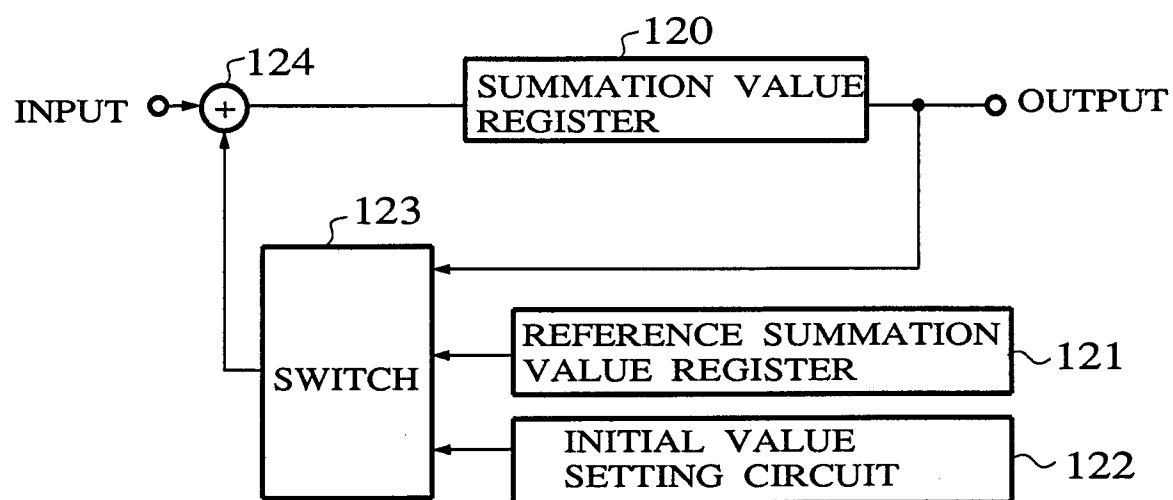 120
124
SUMMATION VALUE
REGISTER
INPUT
+
OUTPUT
123
SWITCH
REFERENCE SUMMATION
VALUE REGISTER
121
INITIAL VALUE
SETTING CIRCUIT
122